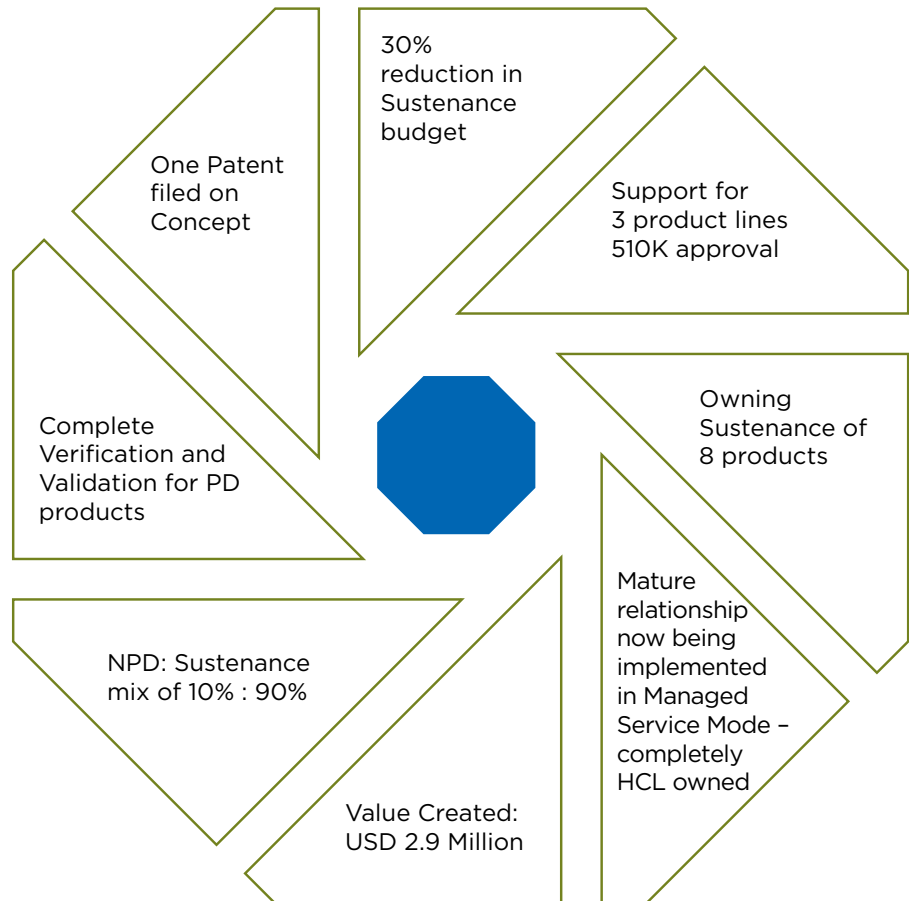 30%
reduction in
Sustenance
budget
Support for
3 product lines
510K approval
Owning
Sustenance of
8 products
Mature
relationship
now being
implemented
in Managed
Service Mode –
completely
HCL owned
Value Created:
USD 2.9 Million
NPD: Sustenance
mix of 10% : 90%
Complete
Verification and
Validation for PD
products
One Patent
filed on
Concept